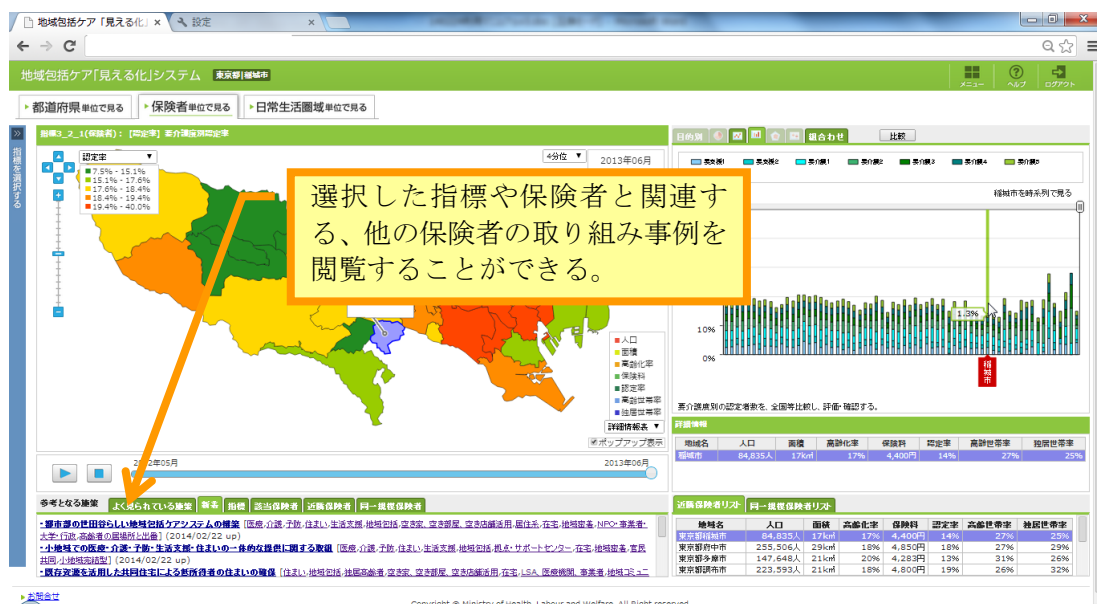 地域包括ケア「見える化」
設定
地域包括ケア「見える化」システム 東京都|稲城市
メニュー ヘルプ ログアウト
都道府県単位で見る 保険者単位で見る 日常生活圏域単位で見る
指標を選択する
指標3_2_1(保険者):【認定率】要介護度別認定率
認定率
7.5% - 15.1%
15.1% - 17.6%
17.6% - 18.4%
18.4% - 19.4%
19.4% - 40.0%
4分位
2013年06月
選択した指標や保険者と関連す
る、他の保険者の取り組み事例を
閲覧することができる。
人口
面積
高齢化率
保険料
認定率
高齢世帯率
独居世帯率
詳細情報表
ポップアップ表示
2012年05月
2013年06月
目的別 組合わせ 比較
要支援1 要支援2 要介護1 要介護2 要介護3 要介護4 要介護5
稲城市を時系列で見る
1.3%
10%
0%
稲城市
要介護度別の認定者数を、全国等比較し、評価・確認する。
詳細情報
地域名 人口 面積 高齢化率 保険料 認定率 高齢世帯率 独居世帯率
稲城市 84,835人 17k㎡ 17% 4,400円 14% 27% 25%
参考となる施策 よく見られている施策 新着 指標 該当保険者 近隣保険者 同一規模保険者
・都市部の世田谷らしい地域包括ケアシステムの構築 [医療,介護,予防,住まい,生活支援,地域包括,空き家、空き部屋、空き店舗活用,居住系,在宅,地域密着,NPO・事業者・
大学・行政,高齢者の居場所と出番] (2014/02/22 up)
・小地域での医療・介護・予防・生活支援・住まいの一体的な提供に関する取組 [医療,介護,予防,住まい,生活支援,地域包括,拠点・サポートセンター,在宅,地域密着,官民
共同,小地域完結型] (2014/02/22 up)
・既存資源を活用した共同住宅による低所得者の住まいの確保 [住まい,地域包括,独居高齢者,空き家、空き部屋、空き店舗活用,在宅,LSA,医療機関、事業者,地域コミュニ
近隣保険者リスト 同一規模保険者リスト
地域名 人口 面積 高齢化率 保険料 認定率 高齢世帯率 独居世帯率
東京都稲城市 84,835人 17k㎡ 17% 4,400円 14% 27% 25%
東京都府中市 255,506人 29k㎡ 18% 4,850円 18% 27% 29%
東京都多摩市 147,648人 21k㎡ 20% 4,283円 13% 31% 26%
東京都調布市 223,593人 21k㎡ 18% 4,800円 19% 26% 32%
お問合せ
Copyright © Ministry of Health, Labour and Welfare, All Right reserved.